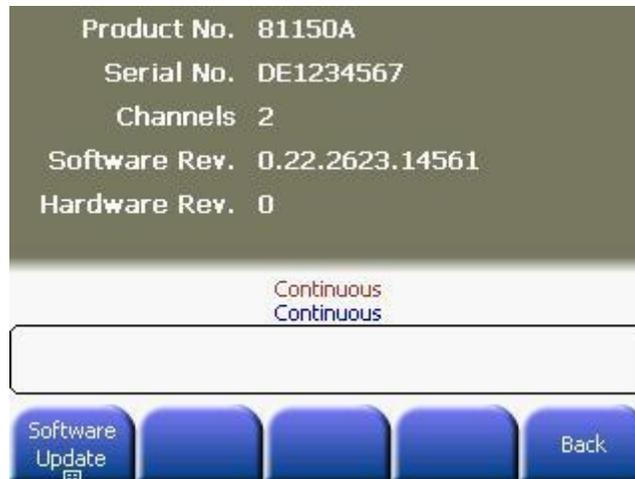 Product No. 81150A
Serial No. DE1234567
Channels 2
Software Rev. 0.22.2623.14561
Hardware Rev. 0
Continuous
Continuous
Software
Update
Back